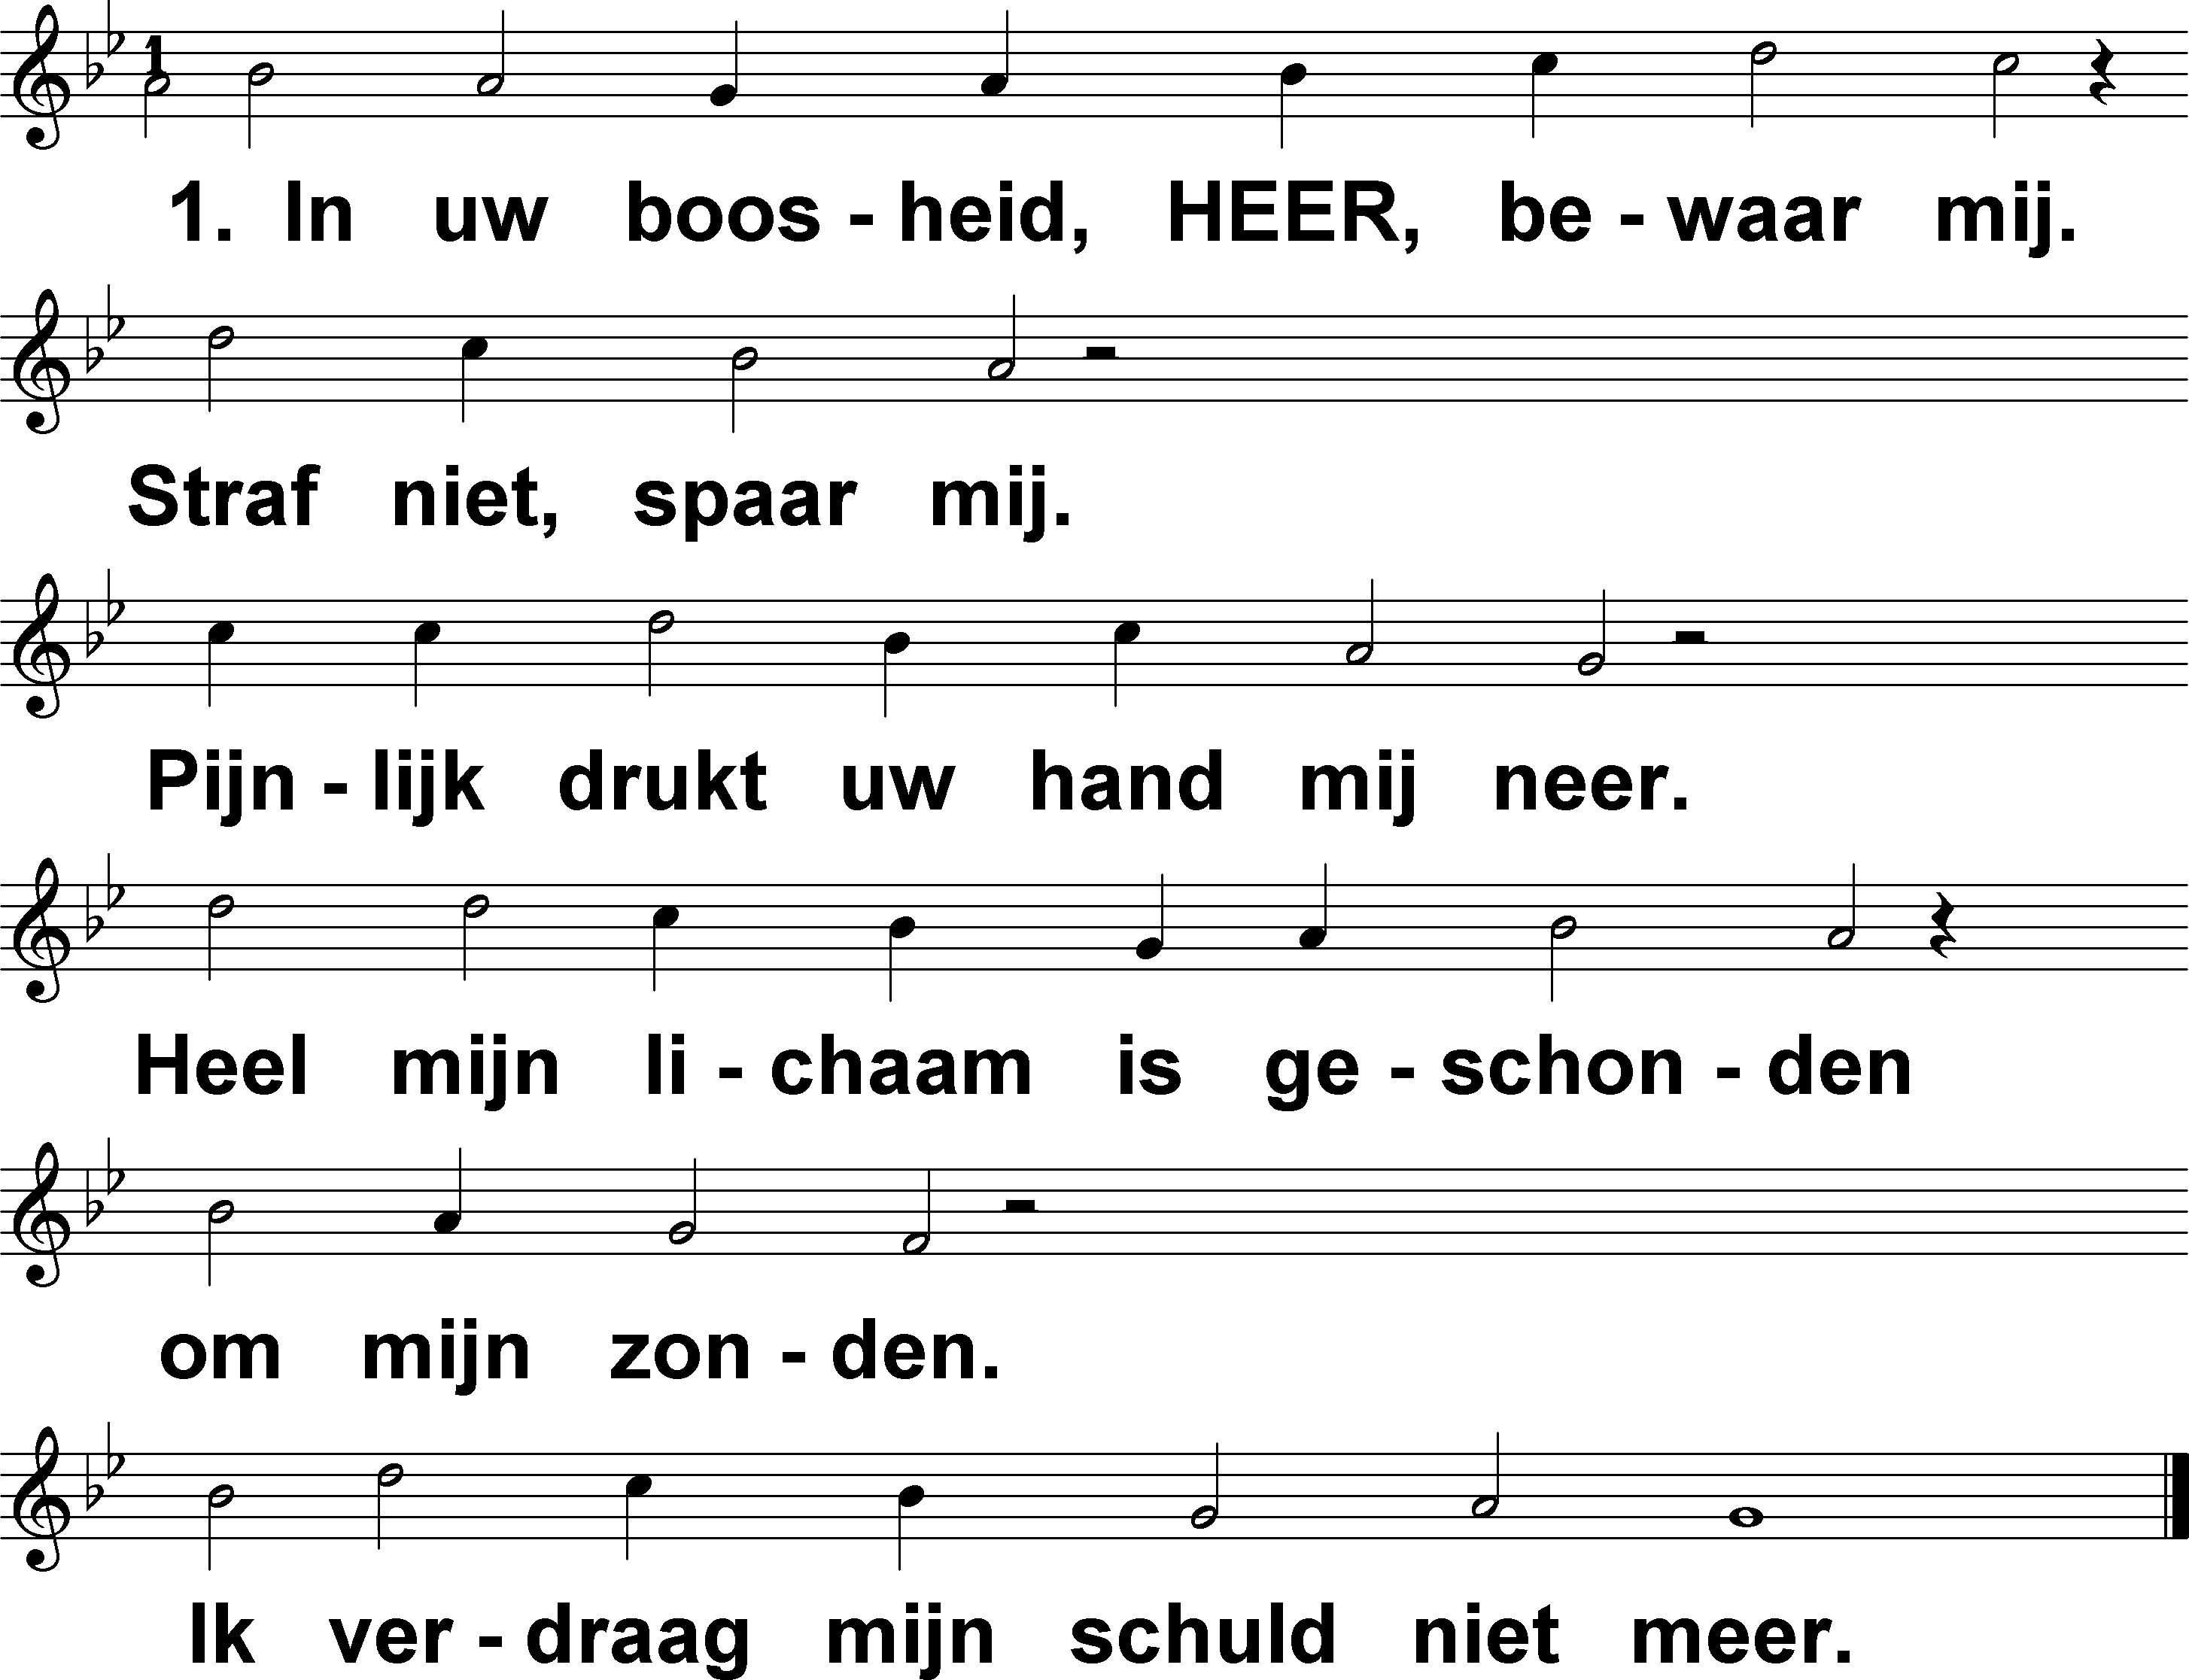 1
1. In uw boos - heid, HEER, be - waar mij.
Straf niet, spaar mij.
Pijn - lijk drukt uw hand mij neer.
Heel mijn li - chaam is ge - schon - den
om mijn zon - den.
Ik ver - draag mijn schuld niet meer.